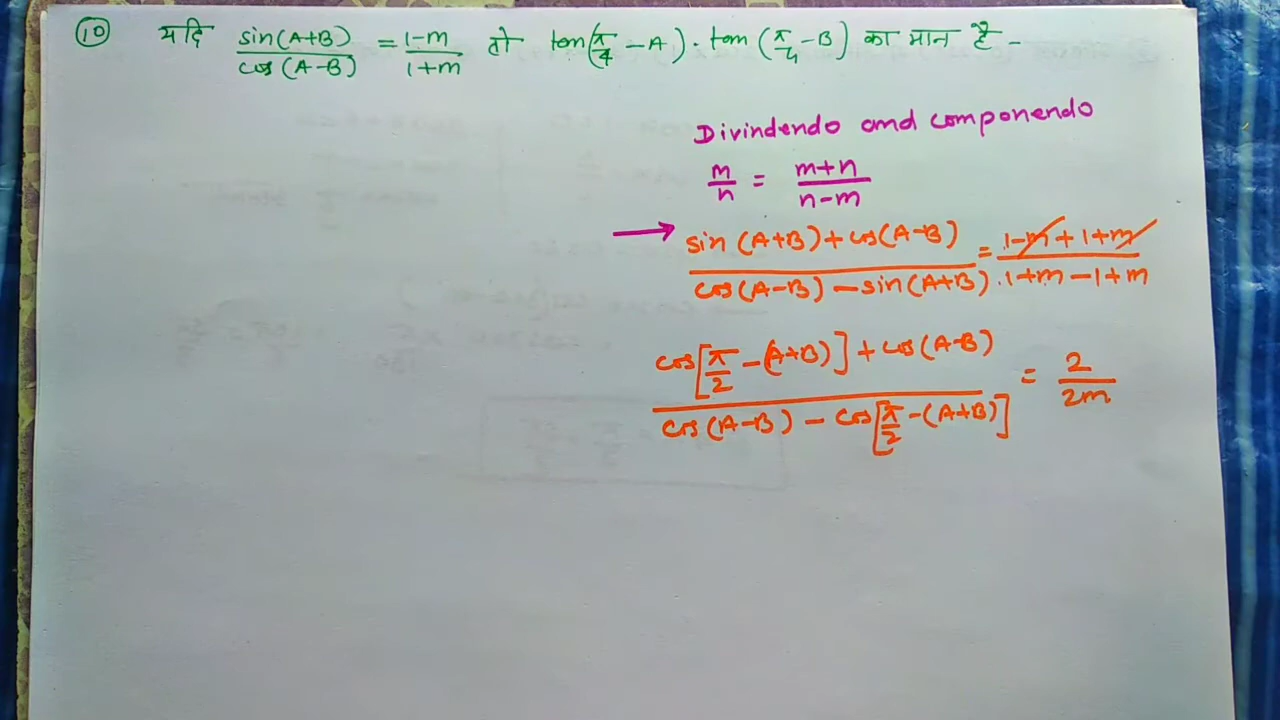 (10) यदि sin(A+B)/cos(A-B) = 1-m/1+m तो tan(π/4 - A) . tan(π/4 - B) का मान है -
Divindendo and componendo
m/n = m+n/n-m
→ sin(A+B)+cos(A-B)/cos(A-B) - sin(A+B) . = 1-m+1+m/1+m-1+m
cos[π/2 - (A+B)] + cos(A-B)/cos(A-B) - cos[π/2 - (A+B)] = 2/2m